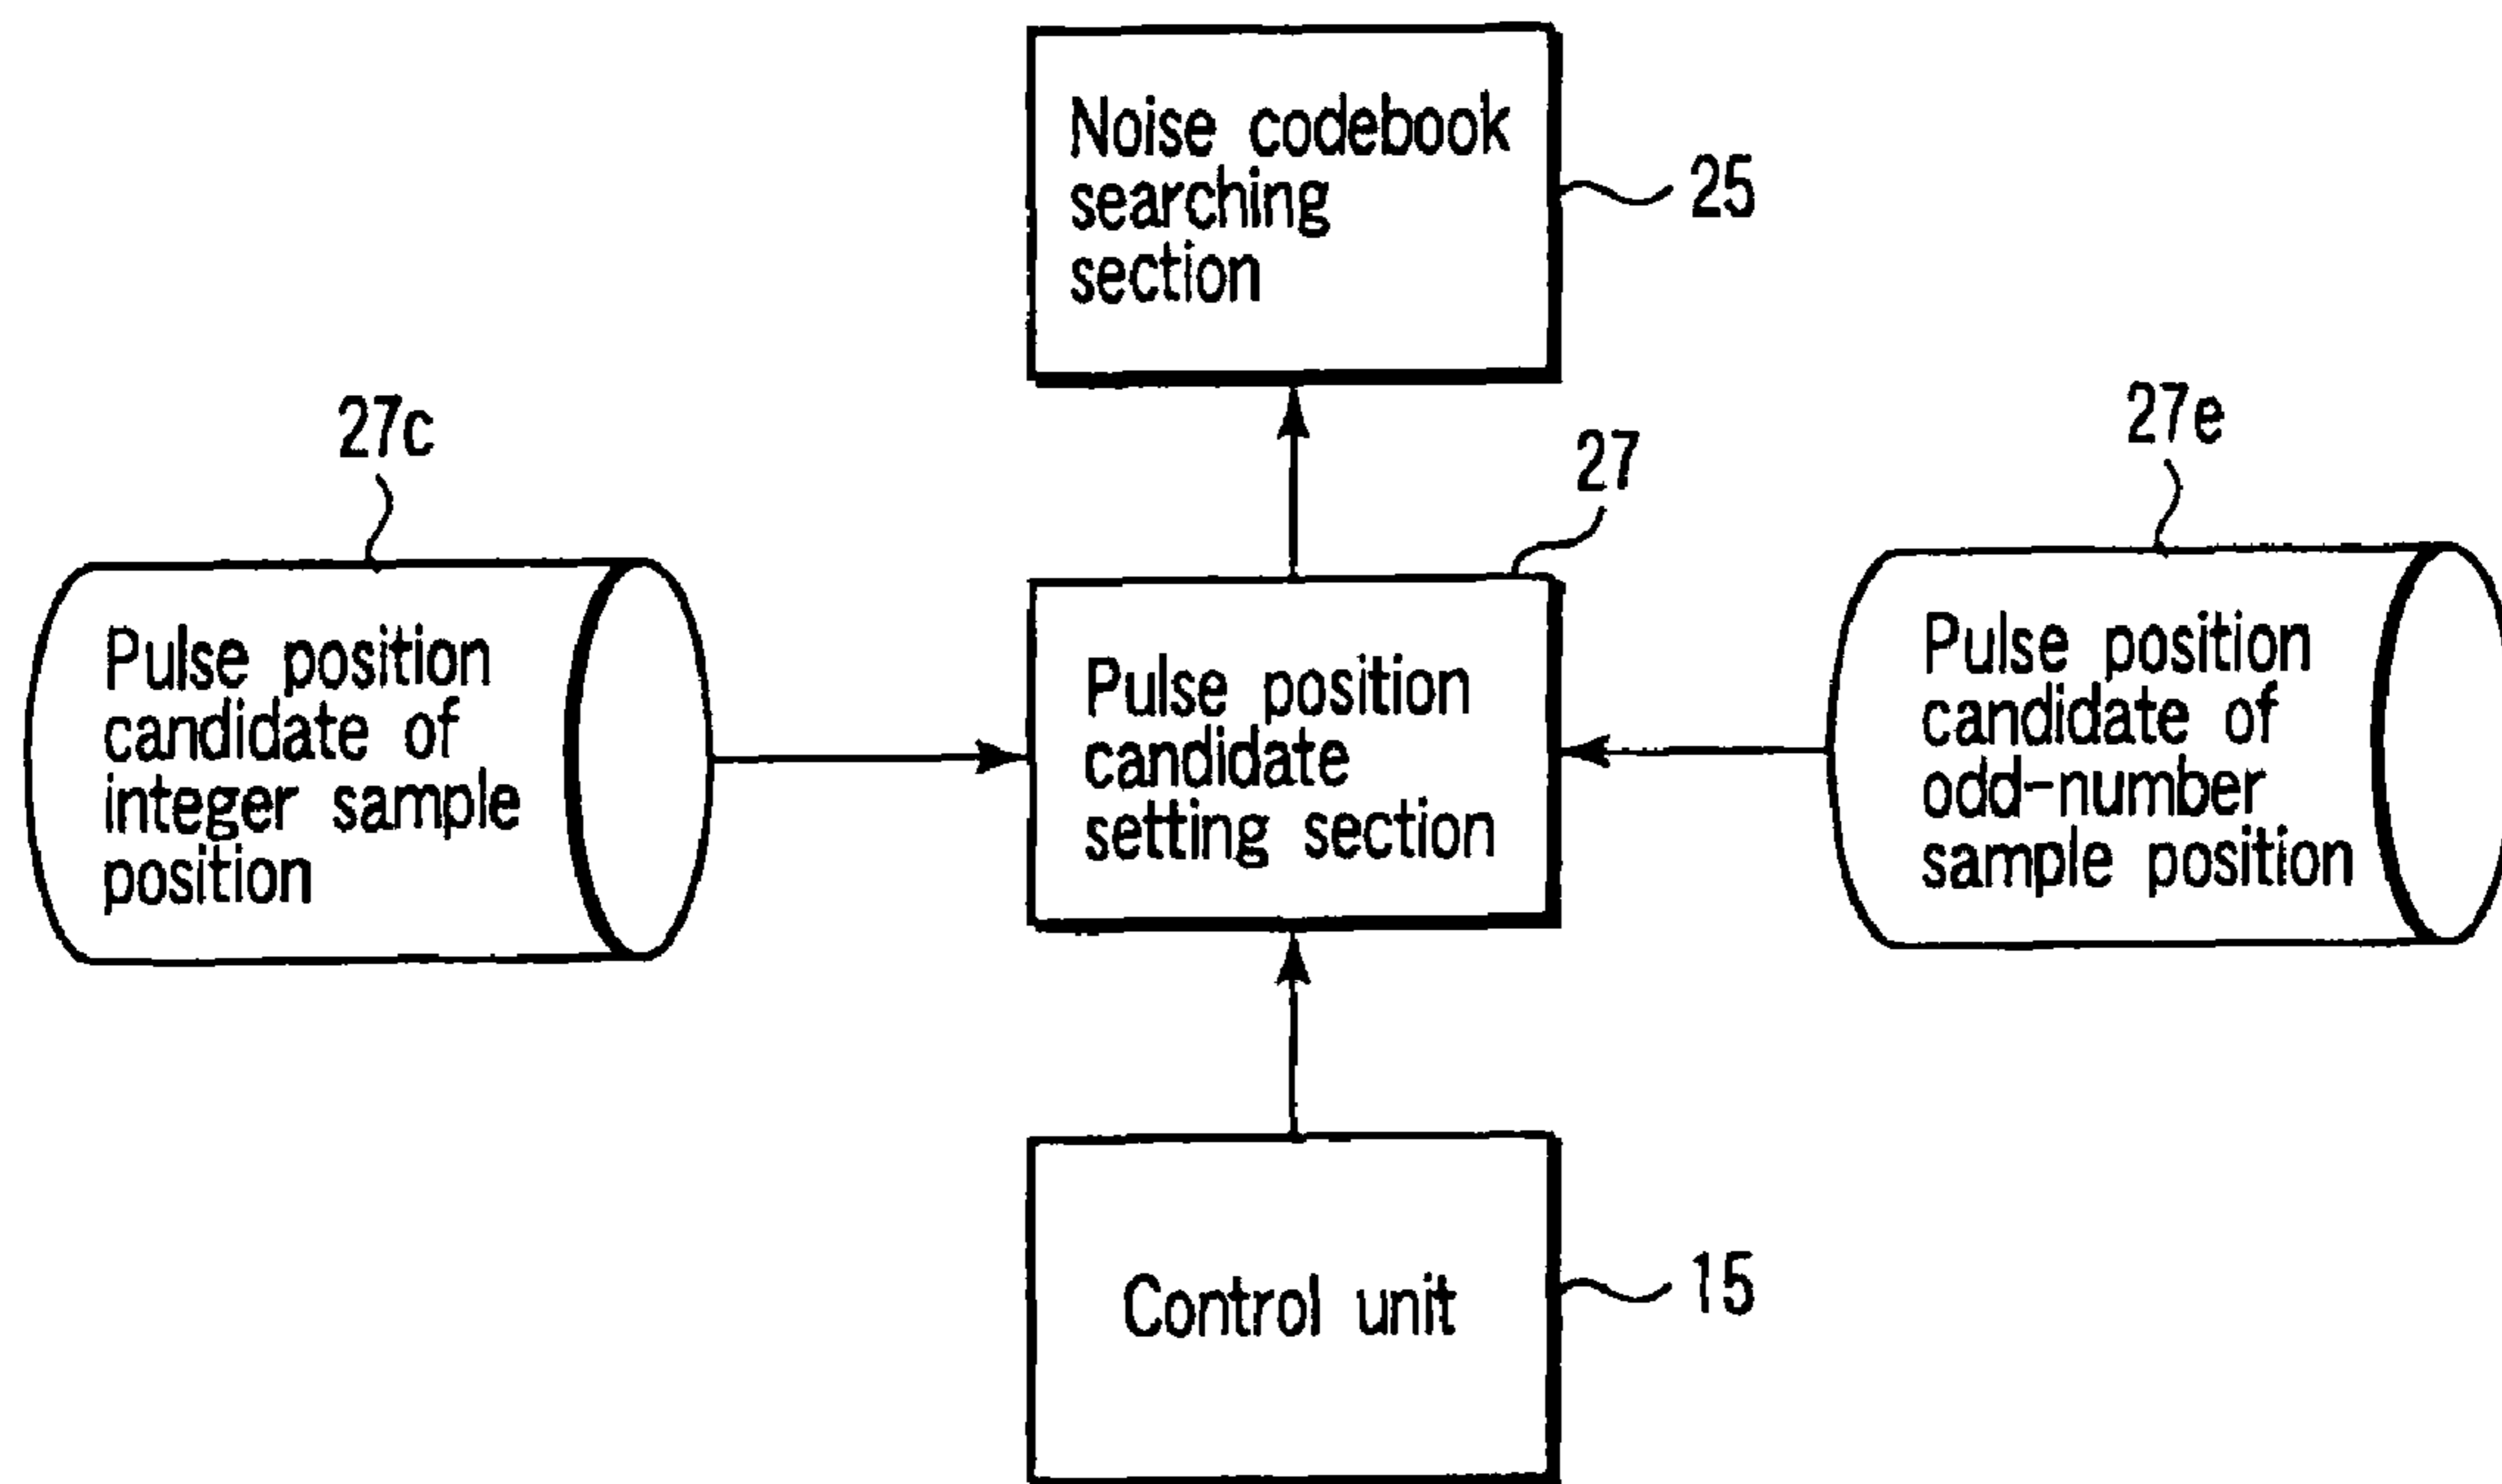 Noise codebook
searching
section
25
27c
27
27e
Pulse position
candidate of
integer sample
position
Pulse position
candidate
setting section
Pulse position
candidate of
odd-number
sample position
Control unit
15